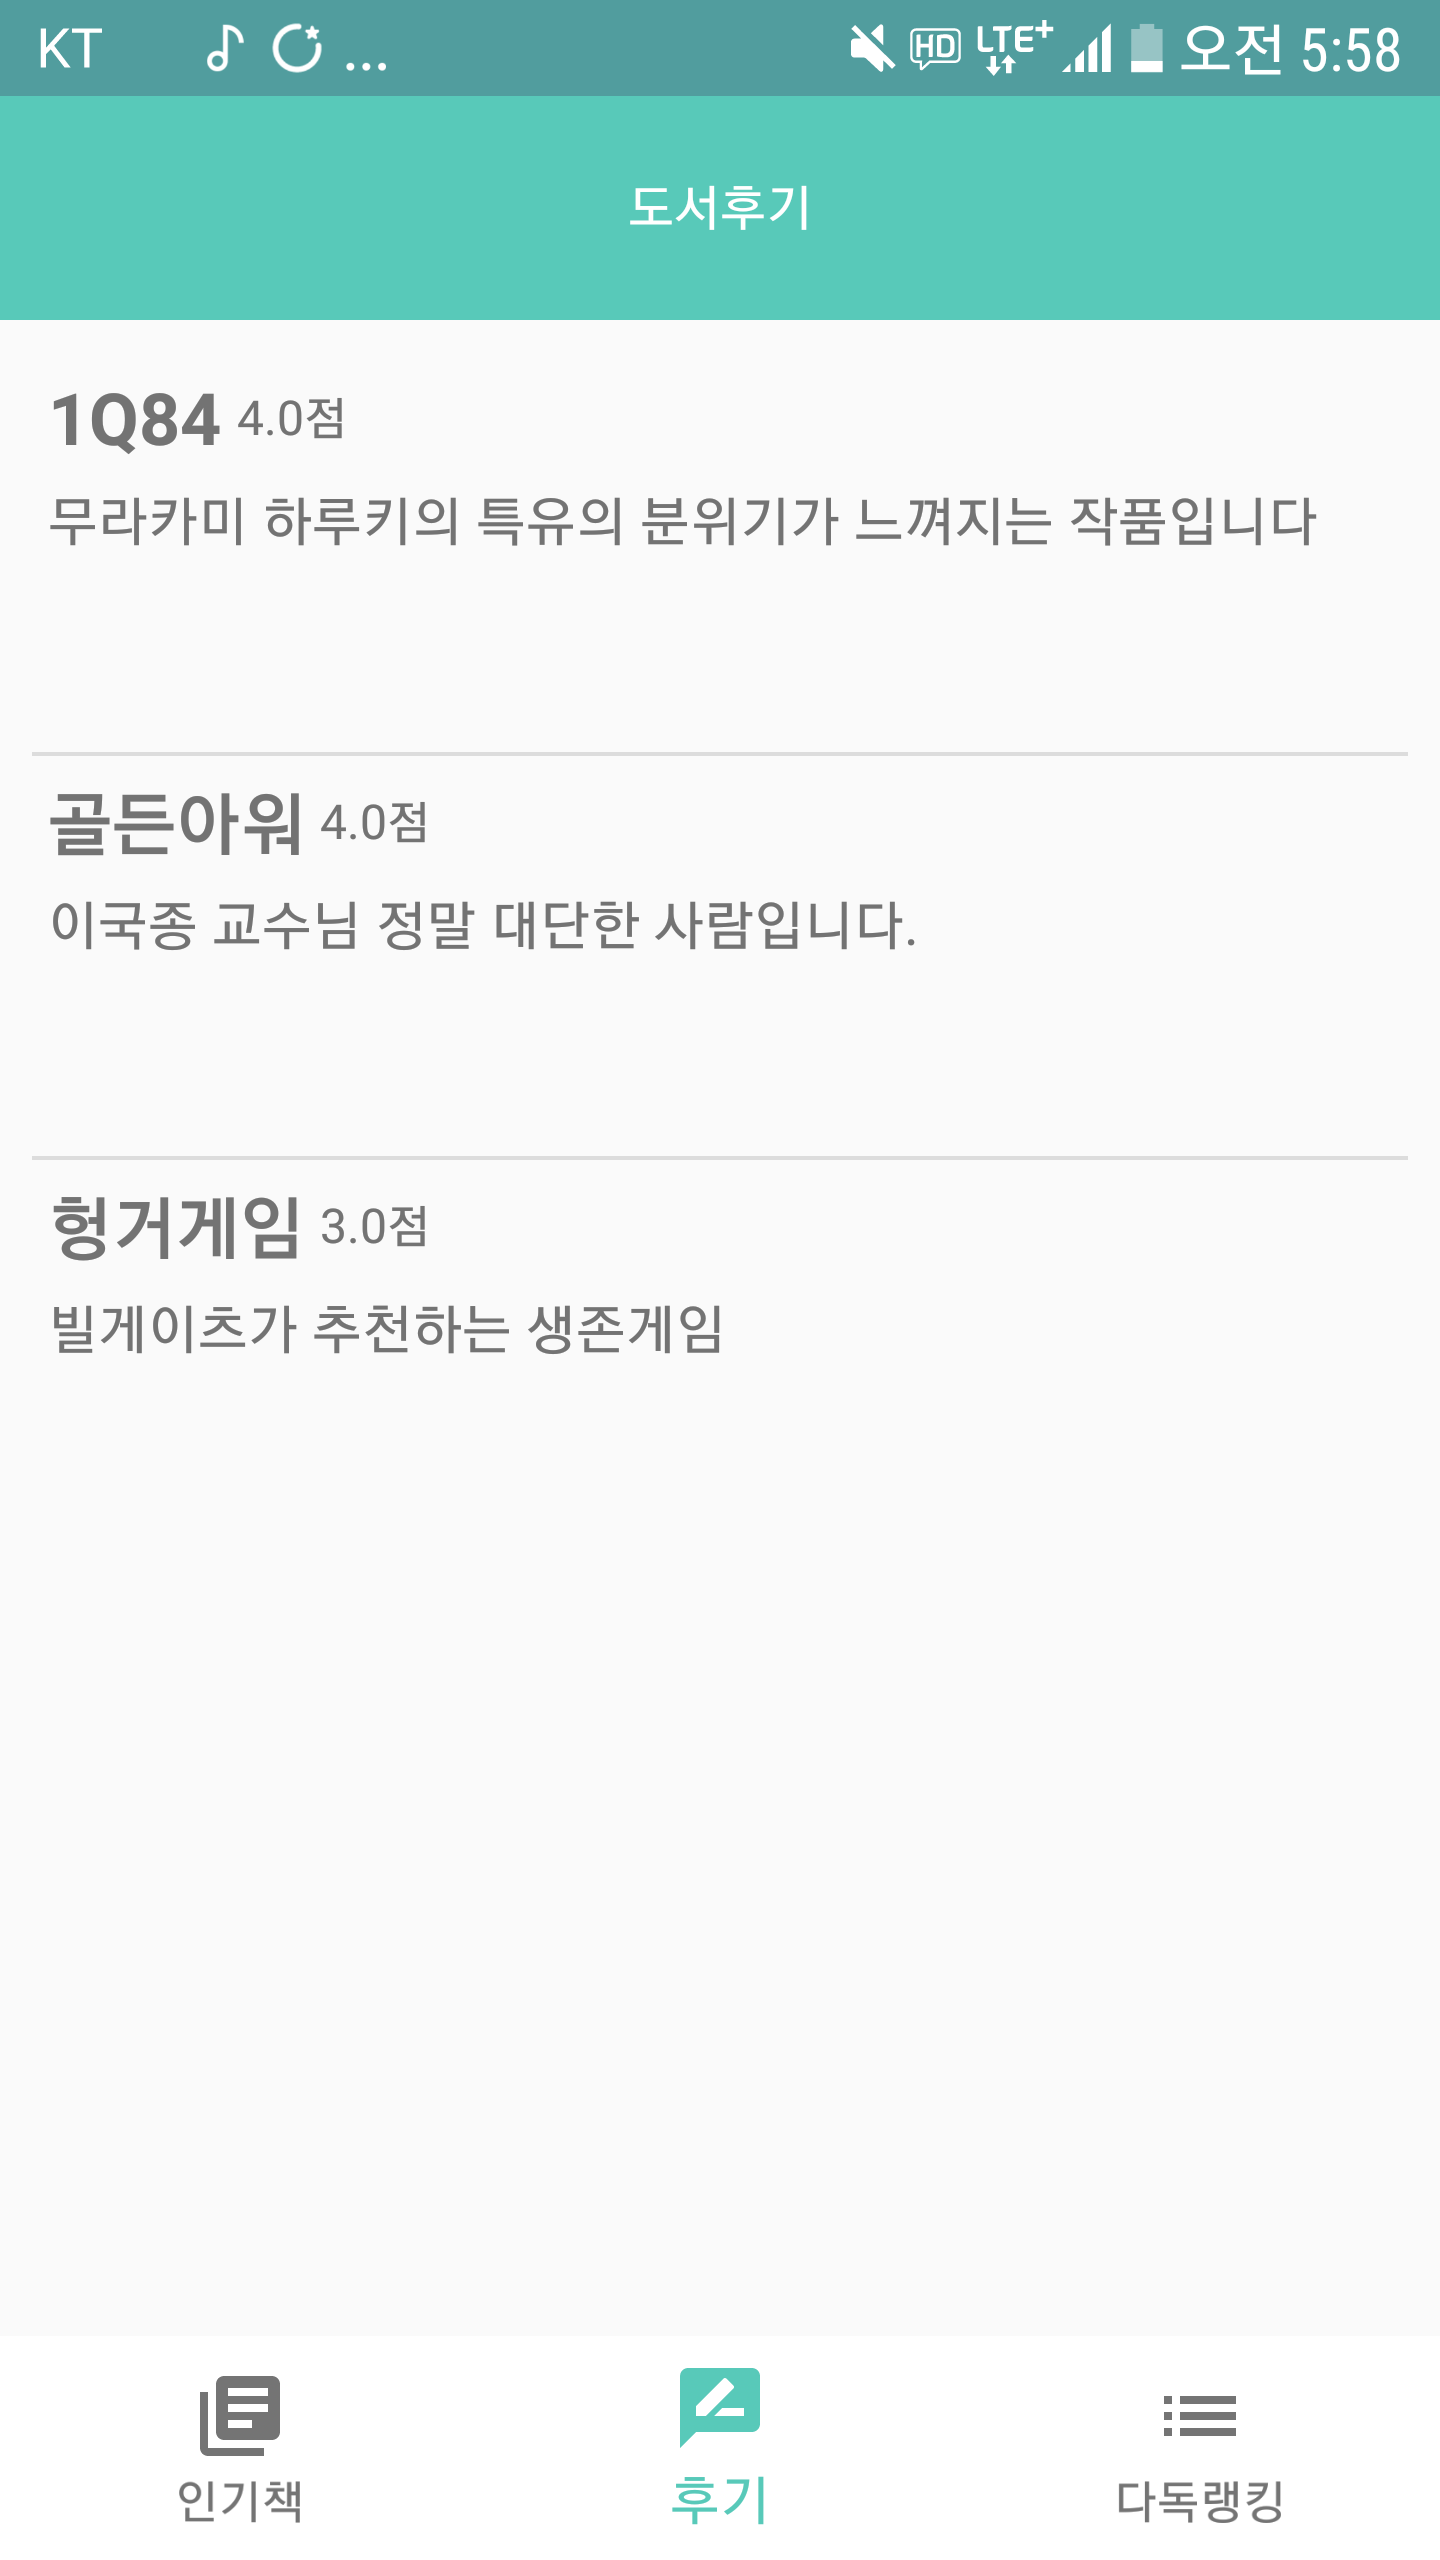 KT ... HD LTE+ 오전 5:58
도서후기
1Q84 4.0점
무라카미 하루키의 특유의 분위기가 느껴지는 작품입니다
골든아워 4.0점
이국종 교수님 정말 대단한 사람입니다.
헝거게임 3.0점
빌게이츠가 추천하는 생존게임
인기책 후기 다독랭킹